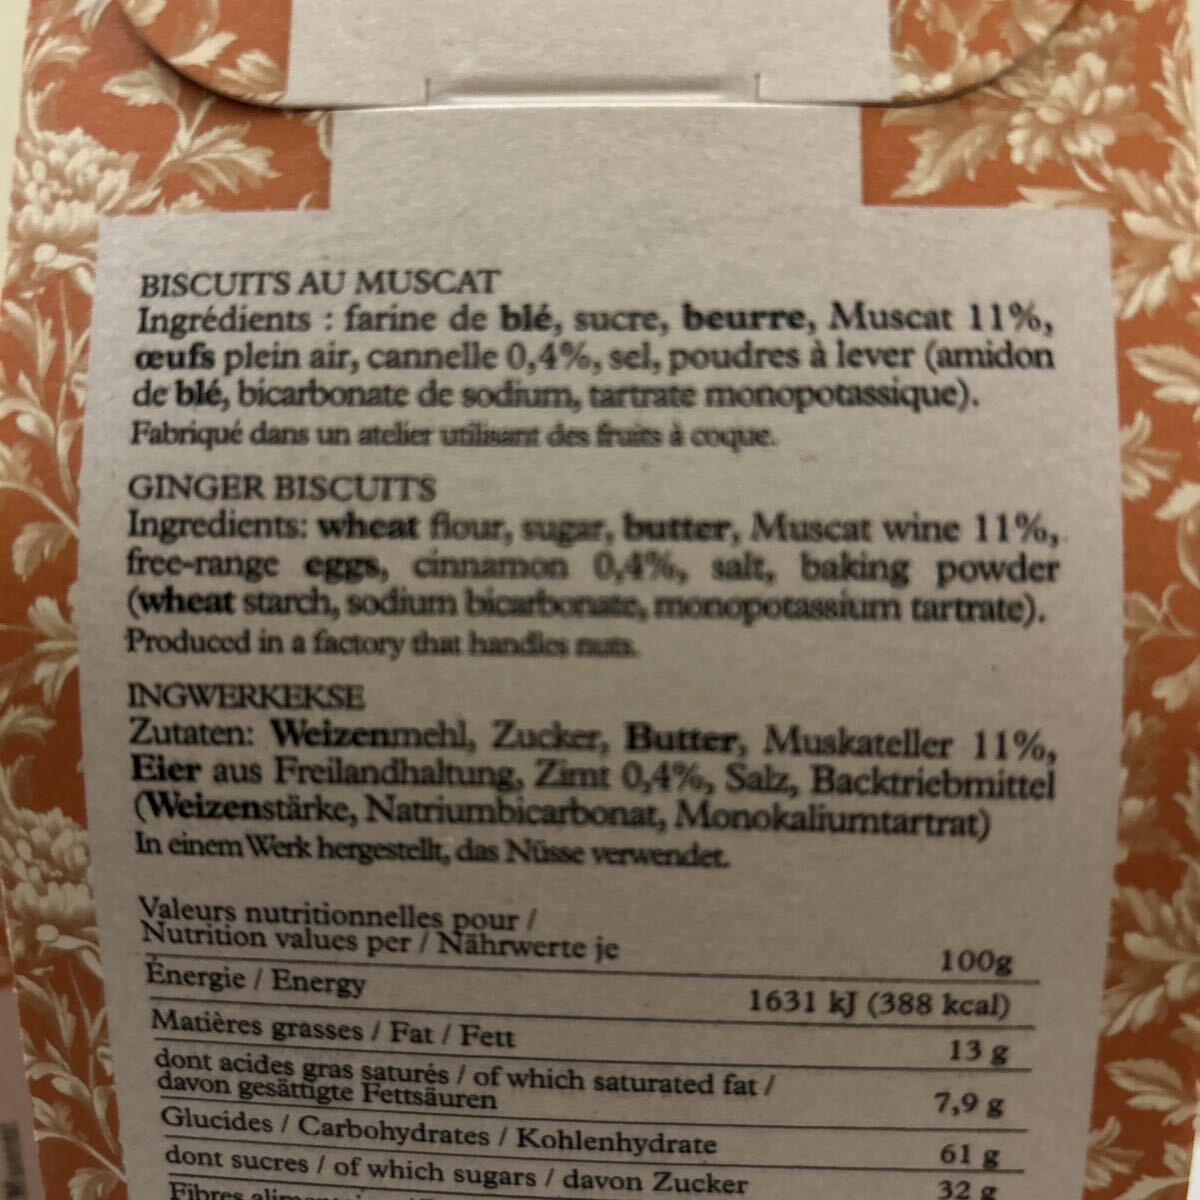 BISCUITS AU MUSCAT
Ingrédients : farine de blé, sucre, beurre, Muscat 11%,
œufs plein air, cannelle 0,4%, sel, poudres à lever (amidon
de blé, bicarbonate de sodium, tartrate monopotassique).
Fabriqué dans un atelier utilisant des fruits à coque.
GINGER BISCUITS
Ingredients: wheat flour, sugar, butter, Muscat wine 11%,
free-range eggs, cinnamon 0,4%, salt, baking powder
(wheat starch, sodium bicarbonate, monopotassium tartrate).
Produced in a factory that handles nuts.
INGWERKEKSE
Zutaten: Weizenmehl, Zucker, Butter, Muskateller 11%,
Eier aus Freilandhaltung, Zimt 0,4%, Salz, Backtriebmittel
(Weizenstärke, Natriumbicarbonat, Monokaliumtartrat)
In einem Werk hergestellt, das Nüsse verwendet.
Valeurs nutritionnelles pour /
Nutrition values per / Nährwerte je 100g
Énergie / Energy 1631 kJ (388 kcal)
Matières grasses / Fat / Fett 13 g
dont acides gras saturés / of which saturated fat /
davon gesättigte Fettsäuren 7,9 g
Glucides / Carbohydrates / Kohlenhydrate 61 g
dont sucres / of which sugars / davon Zucker 32 g
Fibres